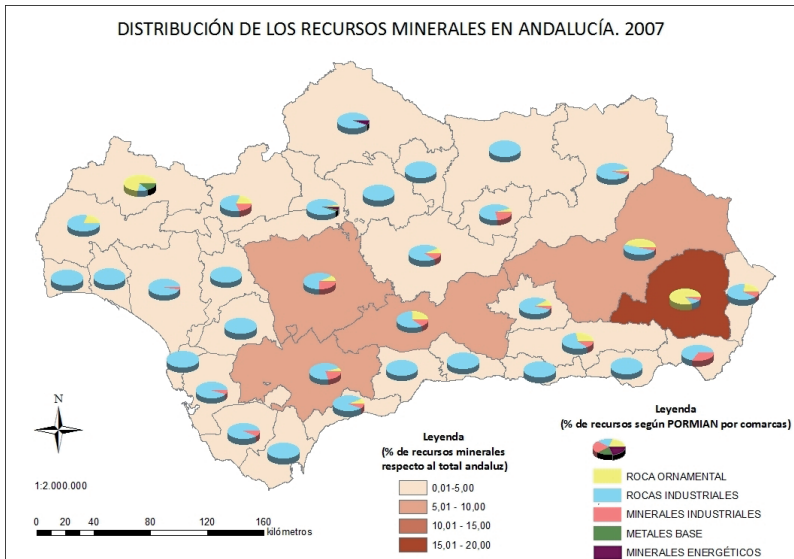 DISTRIBUCIÓN DE LOS RECURSOS MINERALES EN ANDALUCÍA. 2007
N
1:2.000.000
0 20 40 80 120 160
kilómetros
Leyenda
(% de recursos minerales
respecto al total andaluz)
0,01-5,00
5,01 - 10,00
10,01 - 15,00
15,01 - 20,00
Leyenda
(% de recursos según PORMIAN por comarcas)
ROCA ORNAMENTAL
ROCAS INDUSTRIALES
MINERALES INDUSTRIALES
METALES BASE
MINERALES ENERGÉTICOS